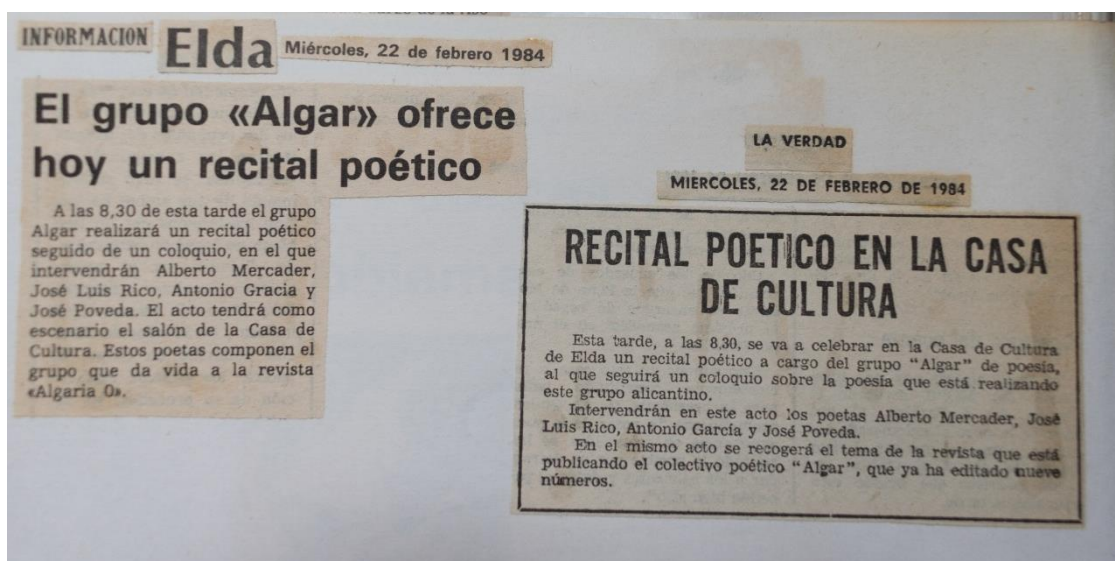 INFORMACION Elda Miércoles, 22 de febrero 1984
El grupo «Algar» ofrece
hoy un recital poético
A las 8,30 de esta tarde el grupo
Algar realizará un recital poético
seguido de un coloquio, en el que
intervendrán Alberto Mercader,
José Luis Rico, Antonio Gracia y
José Poveda. El acto tendrá como
escenario el salón de la Casa de
Cultura. Estos poetas componen el
grupo que da vida a la revista
«Algaria 0».
LA VERDAD
MIERCOLES, 22 DE FEBRERO DE 1984
RECITAL POETICO EN LA CASA
DE CULTURA
Esta tarde, a las 8,30, se va a celebrar en la Casa de Cultura
de Elda un recital poético a cargo del grupo "Algar" de poesía,
al que seguirá un coloquio sobre la poesía que está realizando
este grupo alicantino.
Intervendrán en este acto los poetas Alberto Mercader, José
Luis Rico, Antonio García y José Poveda.
En el mismo acto se recogerá el tema de la revista que está
publicando el colectivo poético "Algar", que ya ha editado nueve
números.